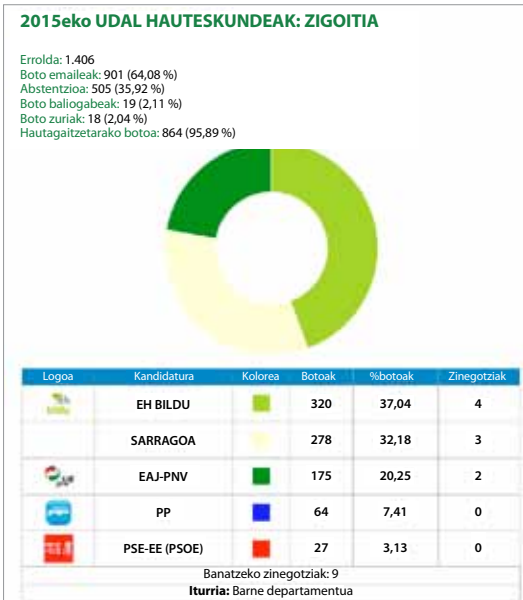 2015eko UDAL HAUTESKUNDEAK: ZIGOITIA
Errolda: 1.406
Boto emaileak: 901 (64,08 %)
Abstentzioa: 505 (35,92 %)
Boto baliogabeak: 19 (2,11 %)
Boto zuriak: 18 (2,04 %)
Hautagaitzetarako botoa: 864 (95,89 %)
Logoa Kandidatura Kolorea Botoak %botoak Zinegotziak
EH BILDU 320 37,04 4
SARRAGOA 278 32,18 3
EAJ-PNV 175 20,25 2
PP 64 7,41 0
PSE-EE (PSOE) 27 3,13 0
Banatzeko zinegotziak: 9
Iturria: Barne departamentua